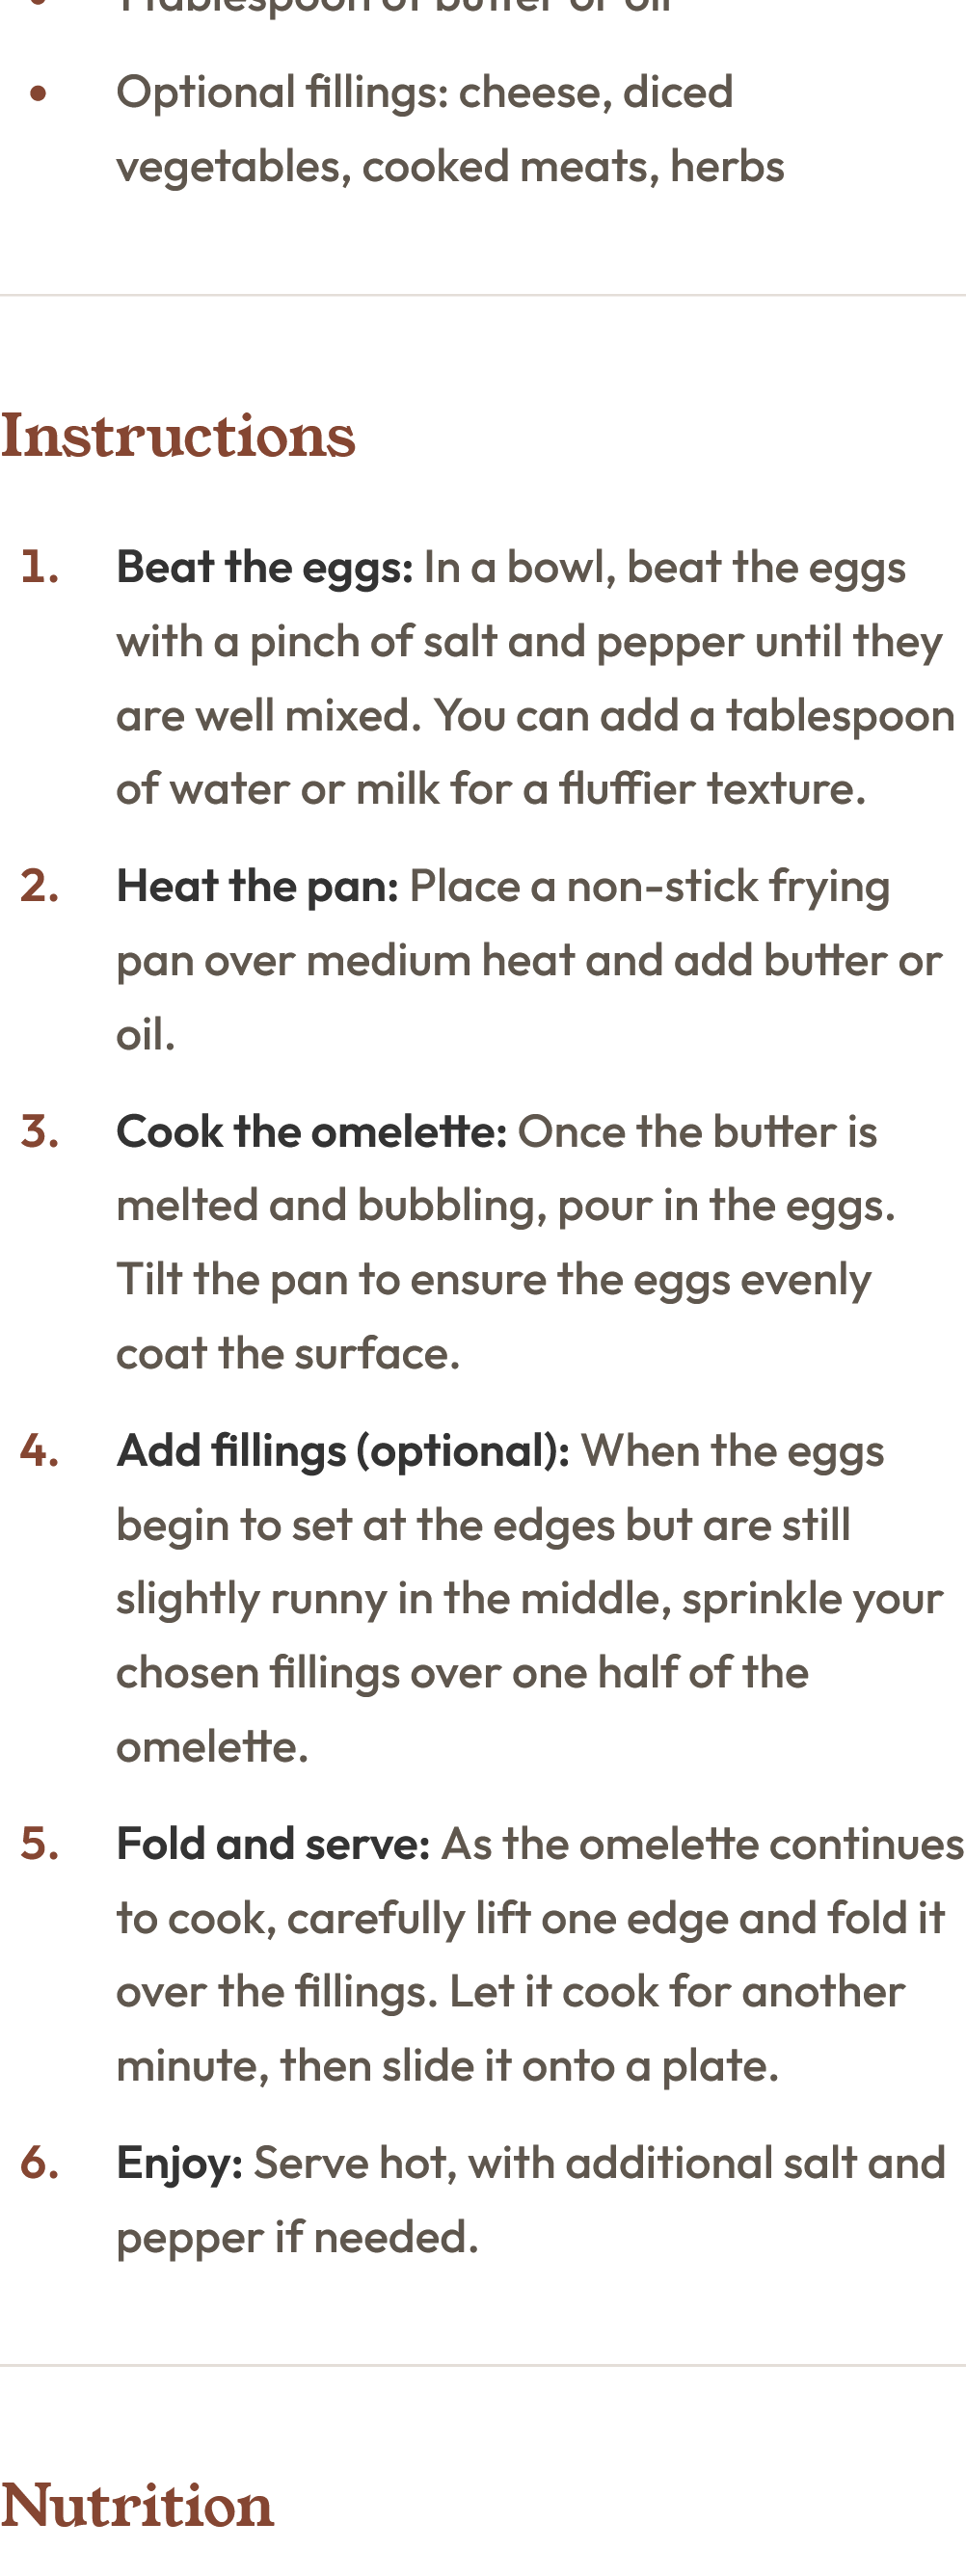 1 tablespoon of butter or oil
• Optional fillings: cheese, diced
vegetables, cooked meats, herbs
Instructions
1. Beat the eggs: In a bowl, beat the eggs
with a pinch of salt and pepper until they
are well mixed. You can add a tablespoon
of water or milk for a fluffier texture.
2. Heat the pan: Place a non-stick frying
pan over medium heat and add butter or
oil.
3. Cook the omelette: Once the butter is
melted and bubbling, pour in the eggs.
Tilt the pan to ensure the eggs evenly
coat the surface.
4. Add fillings (optional): When the eggs
begin to set at the edges but are still
slightly runny in the middle, sprinkle your
chosen fillings over one half of the
omelette.
5. Fold and serve: As the omelette continues
to cook, carefully lift one edge and fold it
over the fillings. Let it cook for another
minute, then slide it onto a plate.
6. Enjoy: Serve hot, with additional salt and
pepper if needed.
Nutrition